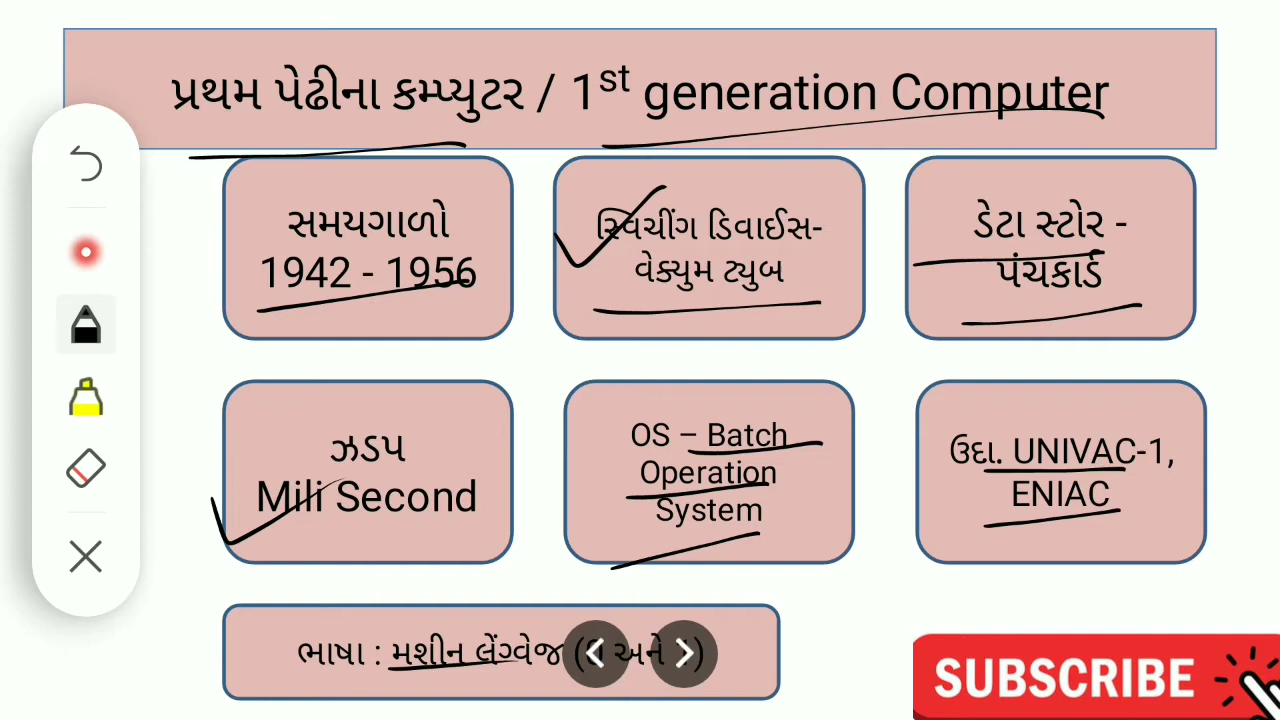 પ્રથમ પેઢીના કમ્પ્યુટર / 1st generation Computer
સમયગાળો
1942 - 1956
સ્વિચીંગ ડિવાઈસ-
વેક્યુમ ટ્યુબ
ડેટા સ્ટોર -
પંચકાર્ડ
ઝડપ
Mili Second
OS – Batch
Operation
System
ઉદા. UNIVAC-1,
ENIAC
ભાષા : મશીન લેંગ્વેજ ( અને )
SUBSCRIBE